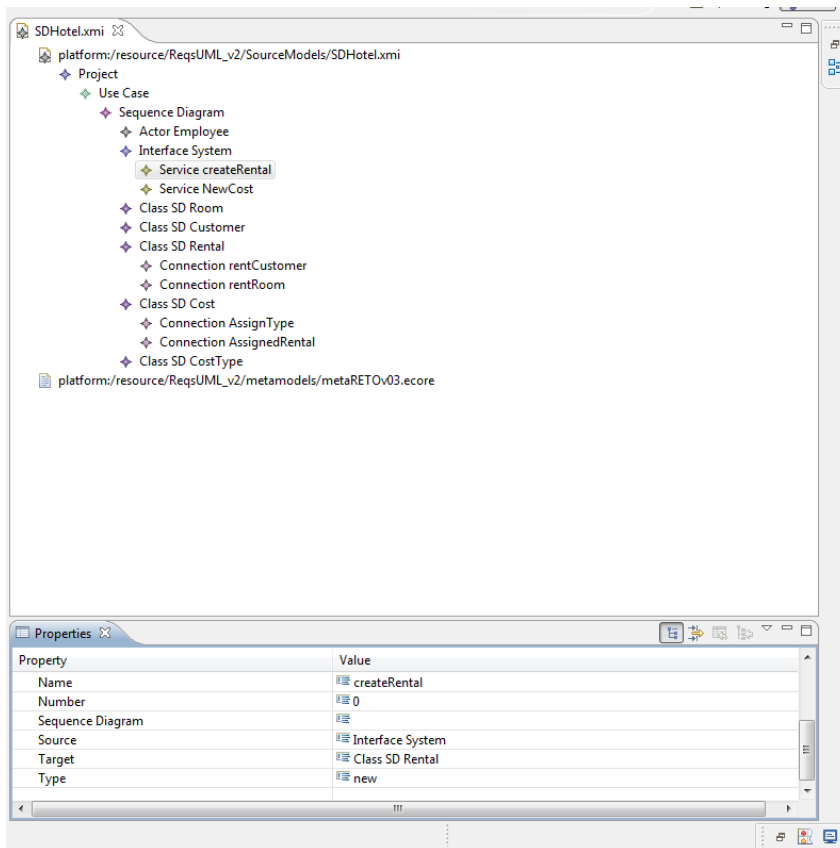 SDHotel.xmi
platform:/resource/ReqsUML_v2/SourceModels/SDHotel.xmi
Project
Use Case
Sequence Diagram
Actor Employee
Interface System
Service createRental
Service NewCost
Class SD Room
Class SD Customer
Class SD Rental
Connection rentCustomer
Connection rentRoom
Class SD Cost
Connection AssignType
Connection AssignedRental
Class SD CostType
platform:/resource/ReqsUML_v2/metamodels/metaRETOv03.ecore
Properties
Property Value
Name createRental
Number 0
Sequence Diagram
Source Interface System
Target Class SD Rental
Type new